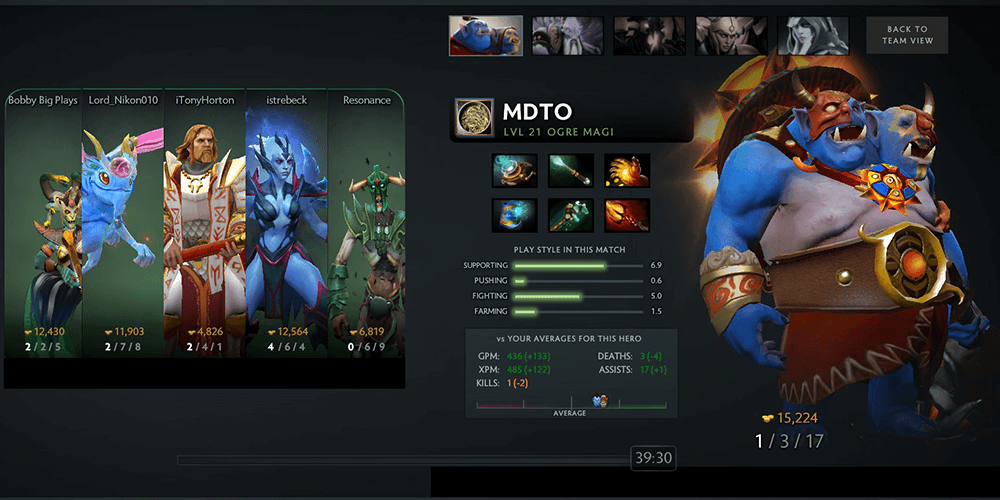 BACK TO
TEAM VIEW
Bobby Big Plays
Lord_Nikon010
iTonyHorton
istrebeck
Resonance
12,430
11,903
4,826
12,564
6,819
2/2/5
2/7/8
2/4/1
4/6/4
0/6/9
MDTO
LVL 21 OGRE MAGI
PLAY STYLE IN THIS MATCH
SUPPORTING 6.9
PUSHING 0.6
FIGHTING 5.0
FARMING 1.5
vs YOUR AVERAGES FOR THIS HERO
GPM: 436 (+133) DEATHS: 3 (-4)
XPM: 485 (+122) ASSISTS: 17 (+1)
KILLS: 1 (-2)
AVERAGE
15,224
1 / 3 / 17
39:30